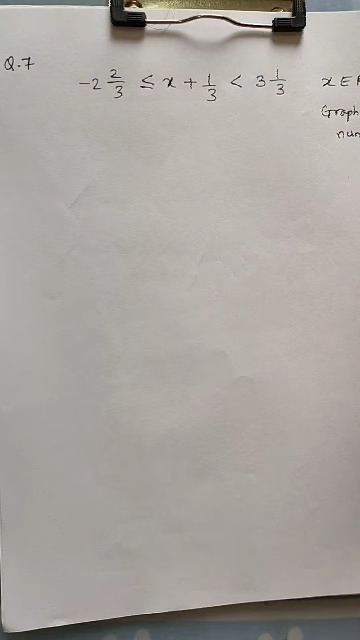 Q.7
-2 2/3 ≤ x + 1/3 < 3 1/3 x ∈
Graph